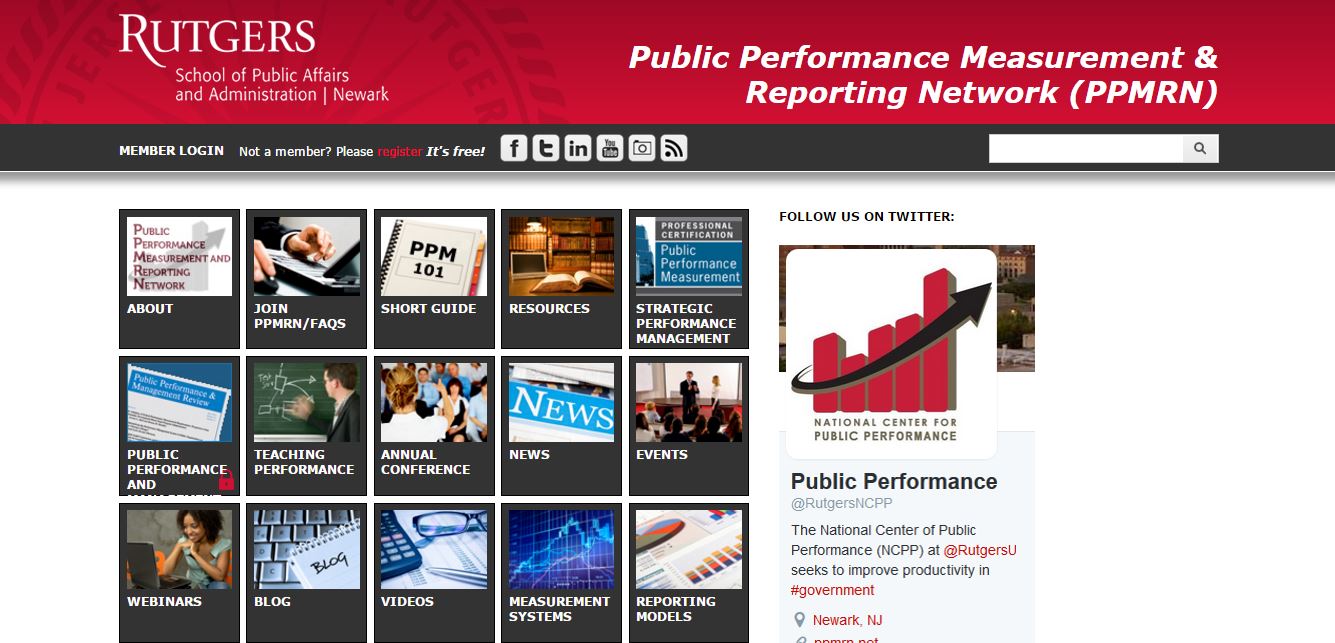 RUTGERS
School of Public Affairs
and Administration | Newark
Public Performance Measurement &
Reporting Network (PPMRN)
MEMBER LOGIN Not a member? Please register It's free!
FOLLOW US ON TWITTER:
PUBLIC
PERFORMANCE
MEASUREMENT AND
REPORTING
NETWORK
ABOUT
JOIN
PPMRN/FAQS
PPM
101
SHORT GUIDE
RESOURCES
PROFESSIONAL
CERTIFICATION
Public
Performance
Measurement
STRATEGIC
PERFORMANCE
MANAGEMENT
Public Performance &
Management Review
PUBLIC
PERFORMANCE
AND
MANAGEMENT
TEACHING
PERFORMANCE
ANNUAL
CONFERENCE
NEWS
NEWS
EVENTS
WEBINARS
BLOG
BLOG
VIDEOS
MEASUREMENT
SYSTEMS
REPORTING
MODELS
NATIONAL CENTER FOR
PUBLIC PERFORMANCE
Public Performance
@RutgersNCPP
The National Center of Public
Performance (NCPP) at @RutgersU
seeks to improve productivity in
#government
Newark, NJ
ppmrn.net